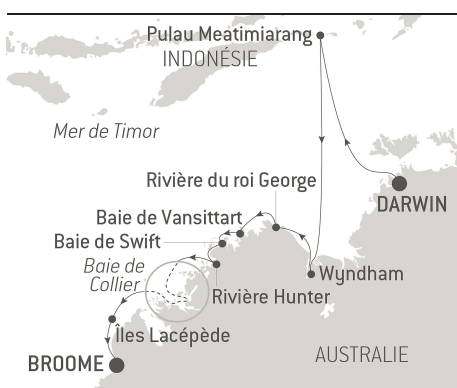 Pulau Meatimiarang
INDONÉSIE
Mer de Timor
Rivière du roi George
DARWIN
Baie de Vansittart
Baie de Swift
Baie de
Collier
Wyndham
Rivière Hunter
Îles Lacépède
AUSTRALIE
BROOME